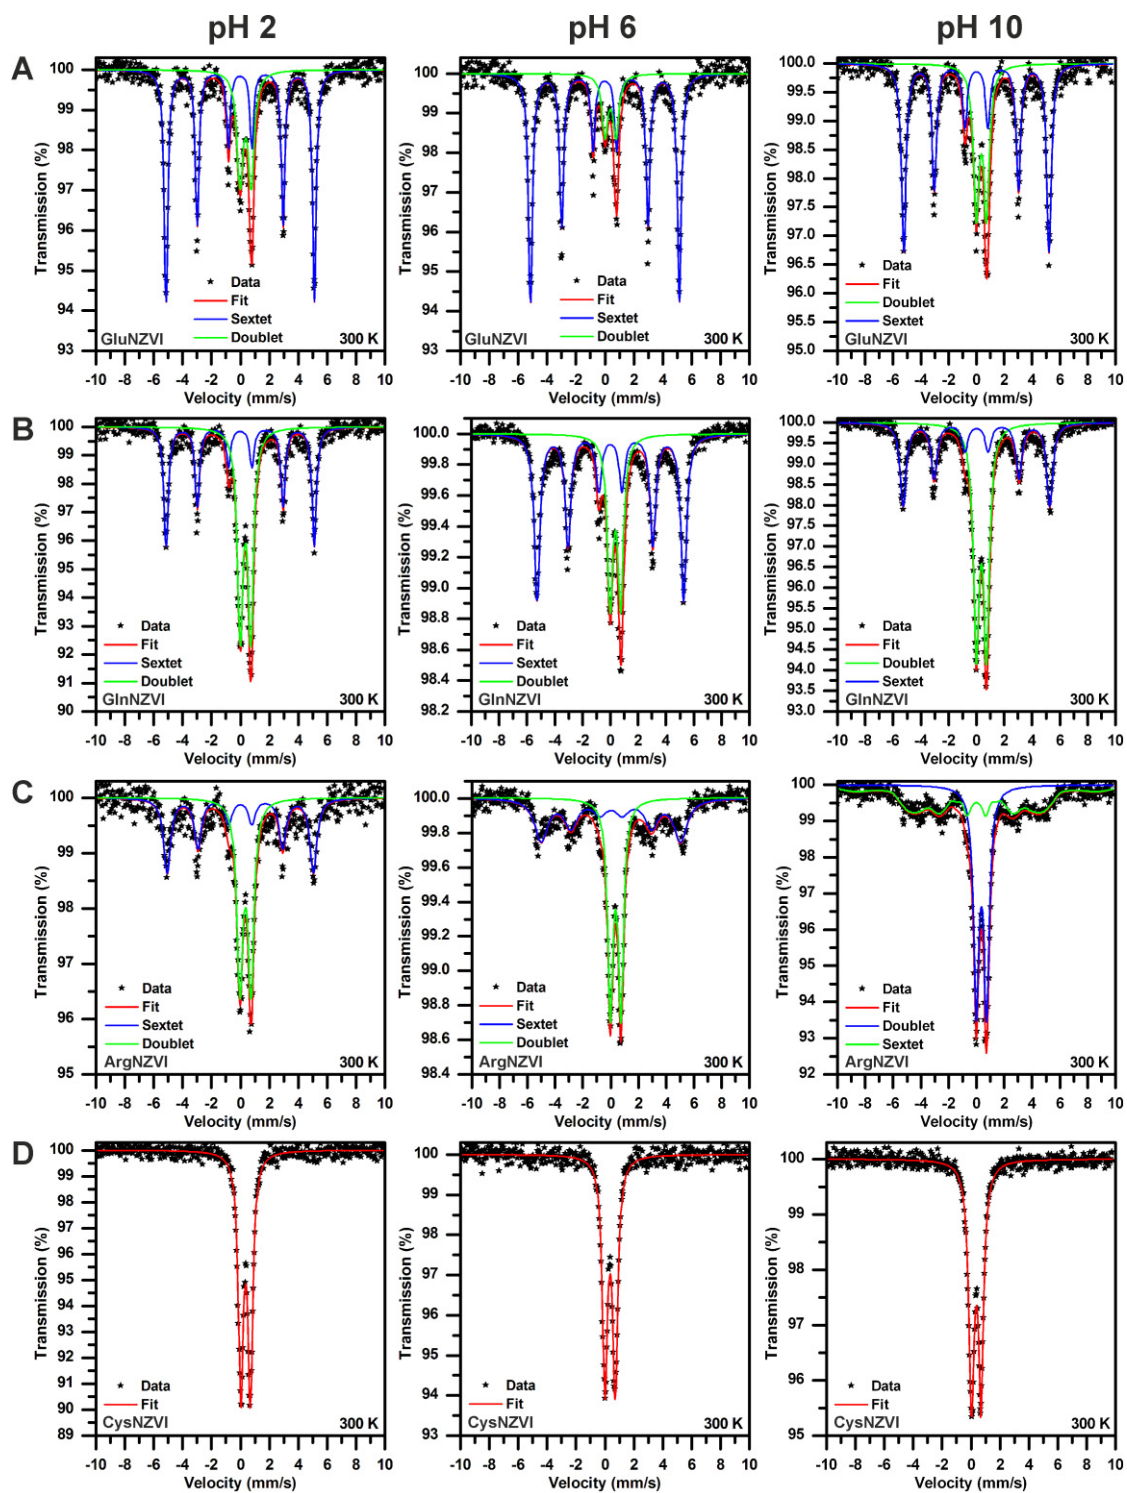 pH 2 pH 6 pH 10
A
100
99
98
97
96
95
94
93
Transmission (%)
Data
Fit
Sextet
Doublet
GluNZVI 300 K
-10 -8 -6 -4 -2 0 2 4 6 8 10
Velocity (mm/s)
100
99
98
97
96
95
94
93
Transmission (%)
Data
Fit
Sextet
Doublet
GluNZVI 300 K
-10 -8 -6 -4 -2 0 2 4 6 8 10
Velocity (mm/s)
100.0
99.5
99.0
98.5
98.0
97.5
97.0
96.5
96.0
95.5
95.0
Transmission (%)
Data
Fit
Doublet
Sextet
GluNZVI 300 K
-10 -8 -6 -4 -2 0 2 4 6 8 10
Velocity (mm/s)
B
100
99
98
97
96
95
94
93
92
91
90
Transmission (%)
Data
Fit
Sextet
Doublet
GlnNZVI 300 K
-10 -8 -6 -4 -2 0 2 4 6 8 10
Velocity (mm/s)
100.0
99.8
99.6
99.4
99.2
99.0
98.8
98.6
98.4
98.2
Transmission (%)
Data
Fit
Sextet
Doublet
GlnNZVI 300 K
-10 -8 -6 -4 -2 0 2 4 6 8 10
Velocity (mm/s)
100.0
99.5
99.0
98.5
98.0
97.5
97.0
96.5
96.0
95.5
95.0
94.5
94.0
93.5
93.0
Transmission (%)
Data
Fit
Doublet
Sextet
GlnNZVI 300 K
-10 -8 -6 -4 -2 0 2 4 6 8 10
Velocity (mm/s)
C
100
99
98
96
96
95
Transmission (%)
Data
Fit
Sextet
Doublet
ArgNZVI 300 K
-10 -8 -6 -4 -2 0 2 4 6 8 10
Velocity (mm/s)
100.0
99.8
99.6
99.4
99.2
99.0
98.8
98.6
98.4
Transmission (%)
Data
Fit
Sextet
Doublet
ArgNZVI 300 K
-10 -8 -6 -4 -2 0 2 4 6 8 10
Velocity (mm/s)
100
99
98
96
96
95
94
93
92
Transmission (%)
Data
Fit
Doublet
Sextet
ArgNZVI 300 K
-10 -8 -6 -4 -2 0 2 4 6 8 10
Velocity (mm/s)
D
100
99
98
97
96
95
94
93
92
91
90
89
Transmission (%)
Data
Fit
CysNZVI 300 K
-10 -8 -6 -4 -2 0 2 4 6 8 10
Velocity (mm/s)
100
99
98
97
96
95
94
93
Transmission (%)
Data
Fit
CysNZVI 300 K
-10 -8 -6 -4 -2 0 2 4 6 8 10
Velocity (mm/s)
100
99
98
97
96
95
Transmission (%)
Data
Fit
CysNZVI 300 K
-10 -8 -6 -4 -2 0 2 4 6 8 10
Velocity (mm/s)